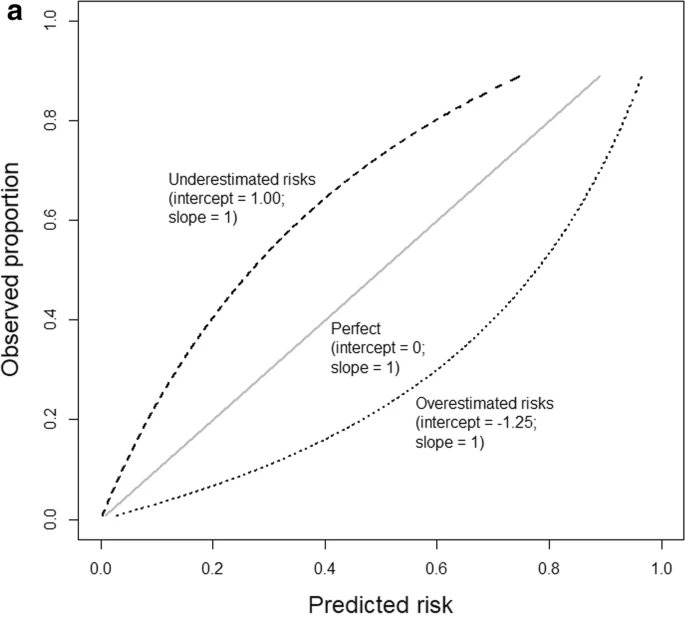 a
1.0
0.8
0.6
0.4
0.2
0.0
Observed proportion
Underestimated risks
(intercept = 1.00;
slope = 1)
Perfect
(intercept = 0;
slope = 1)
Overestimated risks
(intercept = -1.25;
slope = 1)
0.0 0.2 0.4 0.6 0.8 1.0
Predicted risk